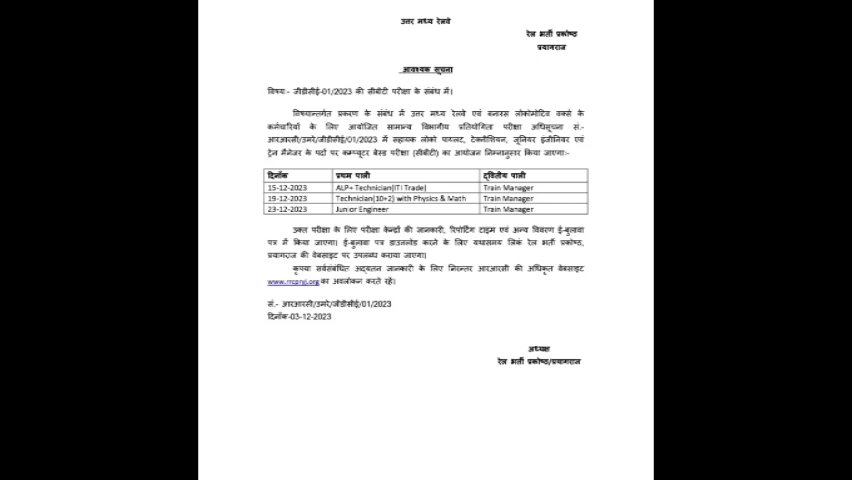 उत्तर मध्य रेलवे
रेल भर्ती प्रकोष्ठ
प्रयागराज
आवश्यक सूचना
विषय:- जीडीसीई-01/2023 की सीबीटी परीक्षा के संबंध में।
विषयान्तर्गत प्रकरण के संबंध में उत्तर मध्य रेलवे एवं बनारस लोकोमोटिव वर्क्स के
कर्मचारियों के लिए आयोजित सामान्य विभागीय प्रतियोगिता परीक्षा अधिसूचना सं.-
आरआरसी/उमरे/जीडीसीई/01/2023 में सहायक लोको पायलट, टेक्नीशियन, जूनियर इंजीनियर एवं
ट्रेन मैनेजर के पदों पर कम्प्यूटर बेस्ड परीक्षा (सीबीटी) का आयोजन निम्नानुसार किया जाएगा:-
दिनाँक प्रथम पाली द्वितीय पाली
15-12-2023 ALP+ Technician(ITI Trade) Train Manager
19-12-2023 Technician(10+2) with Physics & Math Train Manager
23-12-2023 Junior Engineer Train Manager
उक्त परीक्षा के लिए परीक्षा केन्द्रों की जानकारी, रिपोर्टिंग टाइम एवं अन्य विवरण ई-बुलावा
पत्र में किया जाएगा। ई-बुलावा पत्र डाउनलोड करने के लिए यथासमय लिंक रेल भर्ती प्रकोष्ठ,
प्रयागराज की वेबसाइट पर उपलब्ध कराया जाएगा।
कृपया सर्वसंबंधित अद्यतन जानकारी के लिए निरन्तर आरआरसी की अधिकृत वेबसाइट
www.rrcpryj.org का अवलोकन करते रहें।
सं.- आरआरसी/उमरे/जीडीसीई/01/2023
दिनाँक-03-12-2023
अध्यक्ष
रेल भर्ती प्रकोष्ठ/प्रयागराज